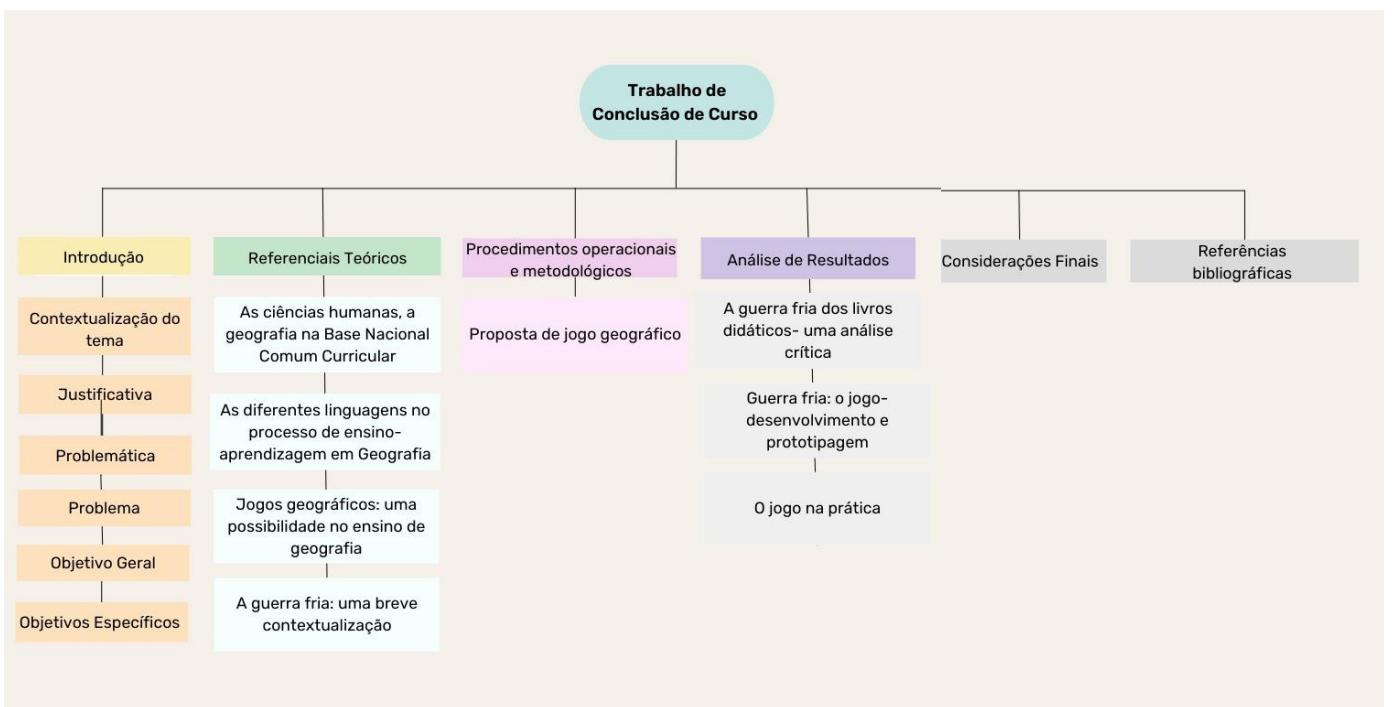 Trabalho de
Conclusão de Curso
Introdução
Contextualização do
tema
Justificativa
Problemática
Problema
Objetivo Geral
Objetivos Específicos
Referenciais Teóricos
As ciências humanas, a
geografia na Base Nacional
Comum Curricular
As diferentes linguagens no
processo de ensino-
aprendizagem em Geografia
Jogos geográficos: uma
possibilidade no ensino de
geografia
A guerra fria: uma breve
contextualização
Procedimentos operacionais
e metodológicos
Proposta de jogo geográfico
Análise de Resultados
A guerra fria dos livros
didáticos- uma análise
crítica
Guerra fria: o jogo-
desenvolvimento e
prototipagem
O jogo na prática
Considerações Finais
Referências
bibliográficas